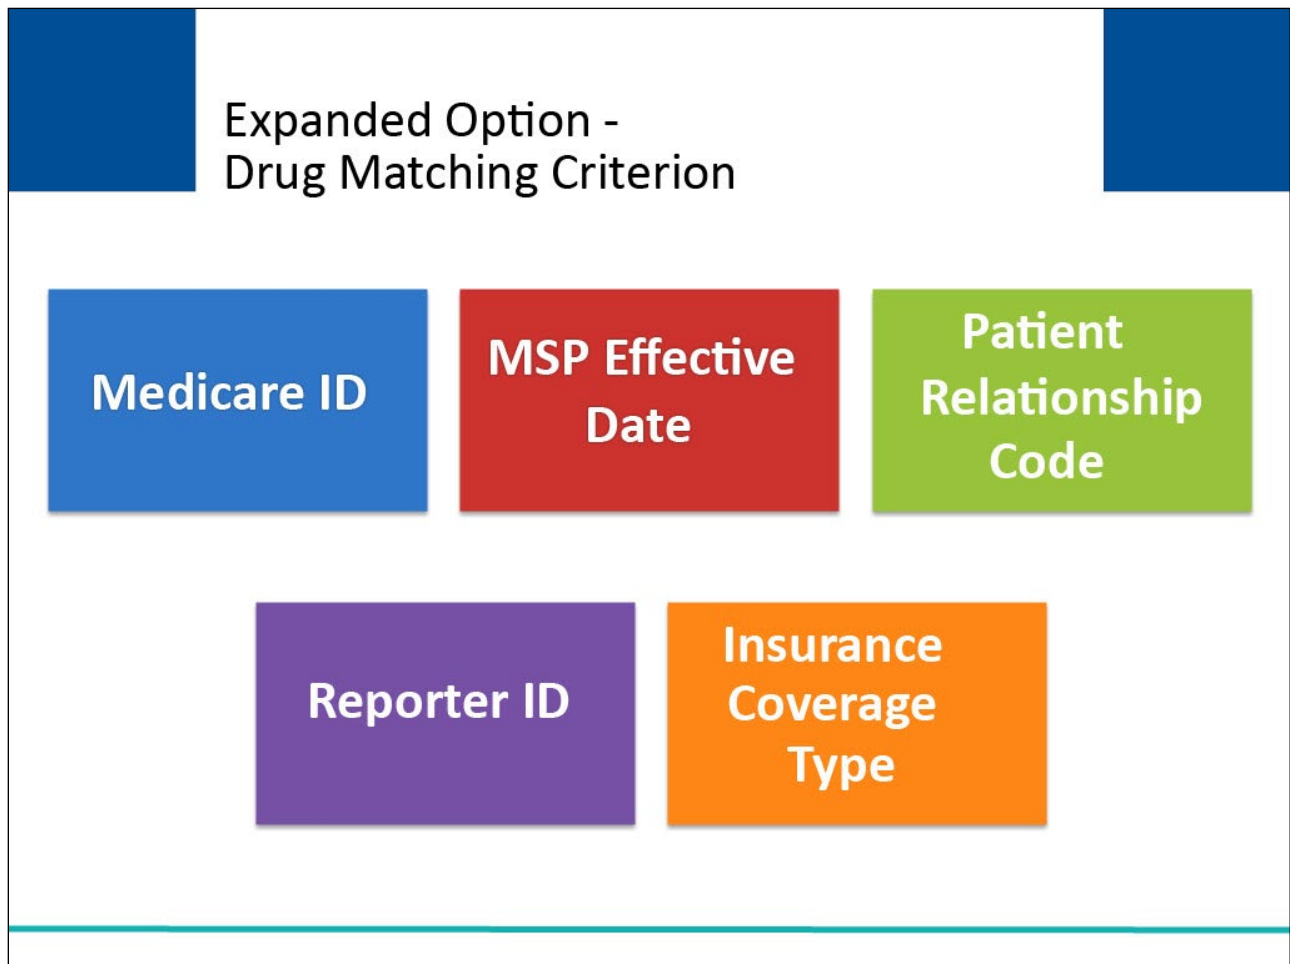 Expanded Option -
Drug Matching Criterion
Medicare ID
MSP Effective
Date
Patient
Relationship
Code
Reporter ID
Insurance
Coverage
Type